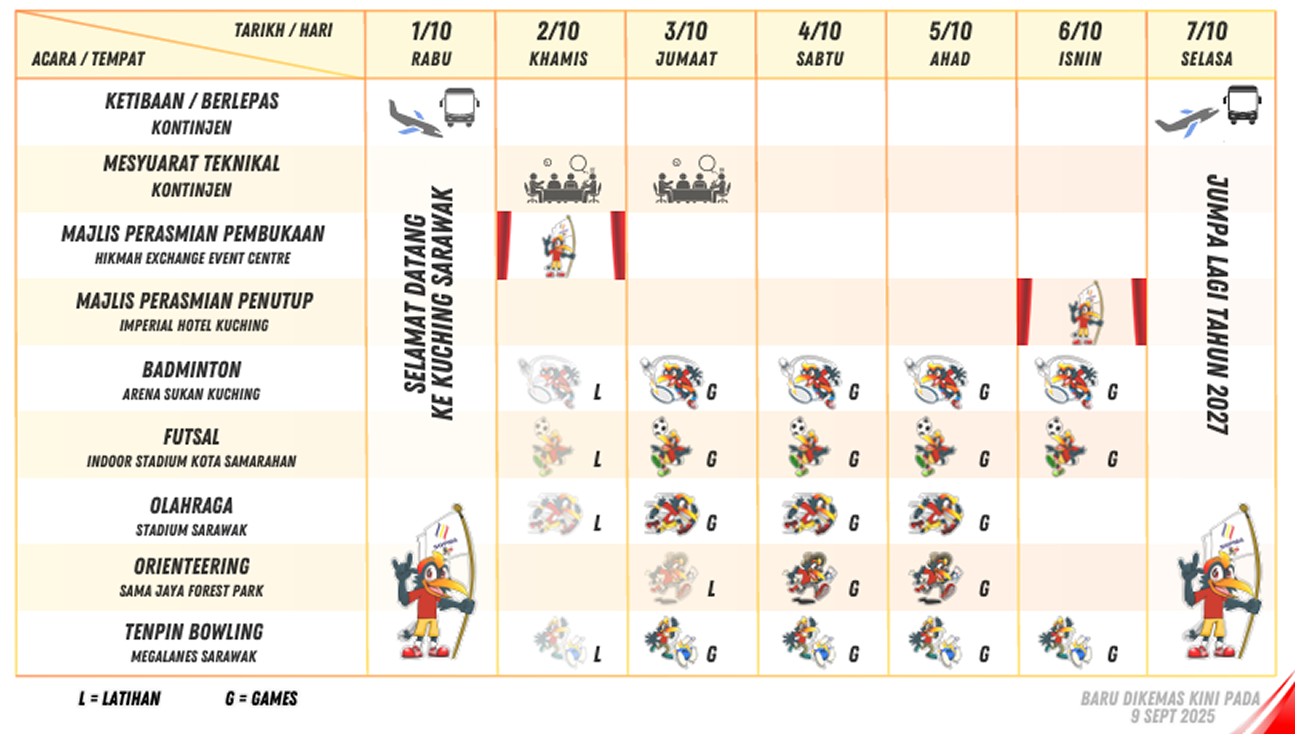 TARIKH / HARI
ACARA / TEMPAT
1/10
RABU
2/10
KHAMIS
3/10
JUMAAT
4/10
SABTU
5/10
AHAD
6/10
ISNIN
7/10
SELASA
KETIBAAN / BERLEPAS
KONTINJEN
MESYUARAT TEKNIKAL
KONTINJEN
MAJLIS PERASMIAN PEMBUKAAN
HIKMAH EXCHANGE EVENT CENTRE
MAJLIS PERASMIAN PENUTUP
IMPERIAL HOTEL KUCHING
SELAMAT DATANG
KE KUCHING SARAWAK
JUMPA LAGI TAHUN 2027
BADMINTON
ARENA SUKAN KUCHING
L G G G G
FUTSAL
INDOOR STADIUM KOTA SAMARAHAN
L G G G G
OLAHRAGA
STADIUM SARAWAK
L G G G
ORIENTEERING
SAMA JAYA FOREST PARK
L G G
TENPIN BOWLING
MEGALANES SARAWAK
L G G G G
L = LATIHAN G = GAMES
BARU DIKEMAS KINI PADA
9 SEPT 2025